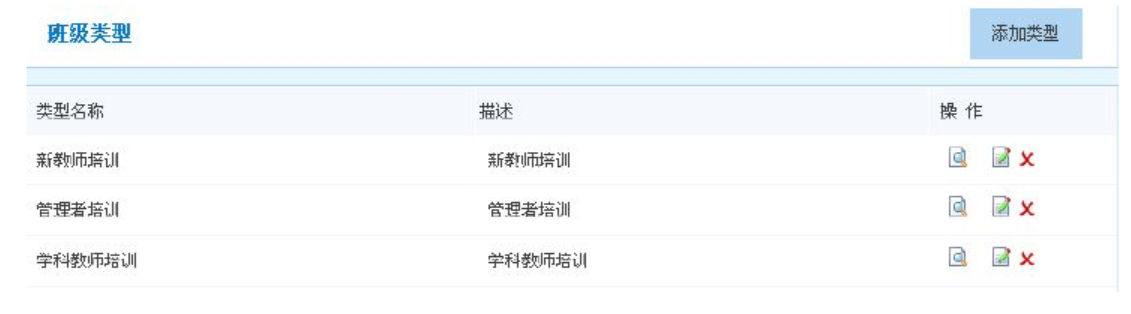 班级类型 添加类型
类型名称 描述 操 作
新教师培训 新教师培训
管理者培训 管理者培训
学科教师培训 学科教师培训